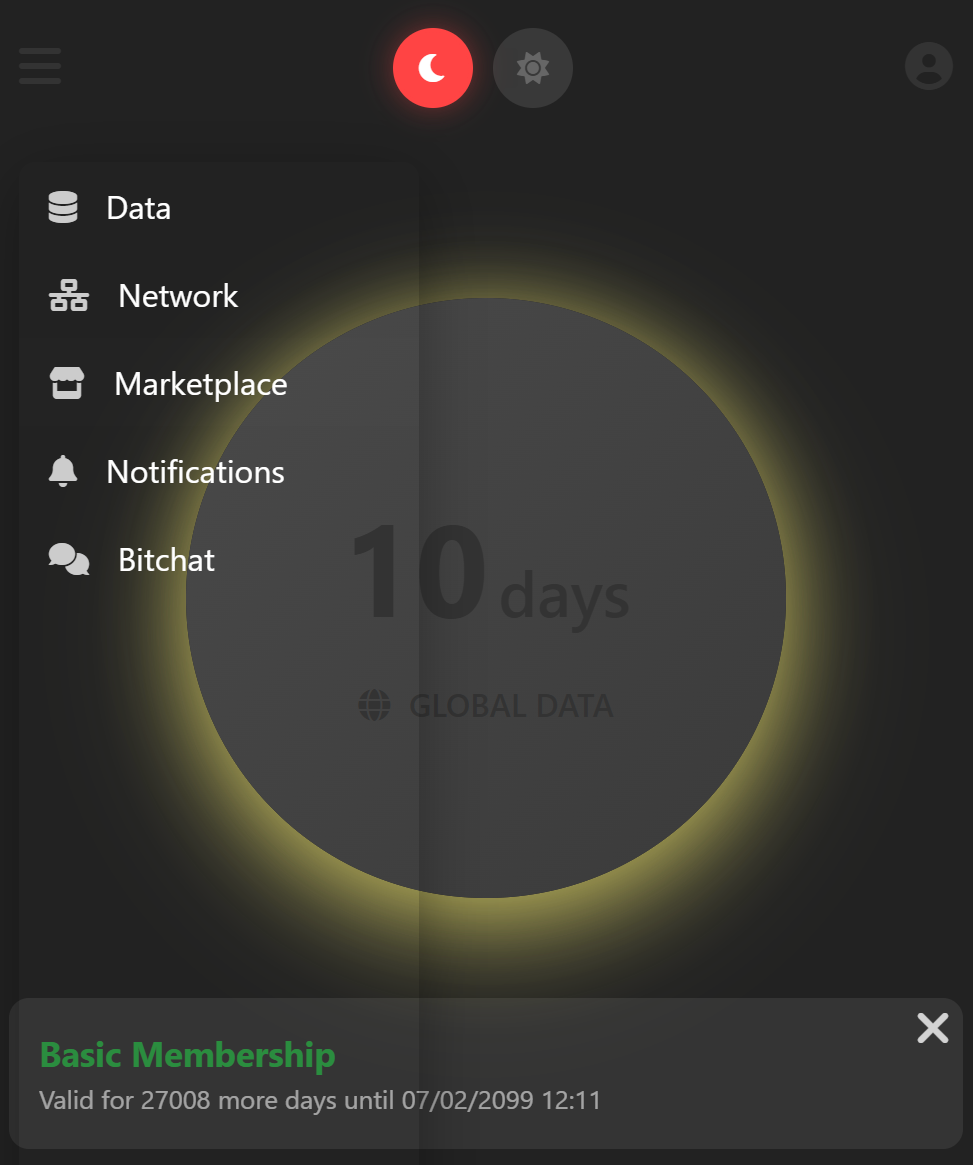 Data
Network
Marketplace
Notifications
Bitchat
10 days
GLOBAL DATA
Basic Membership
Valid for 27008 more days until 07/02/2099 12:11